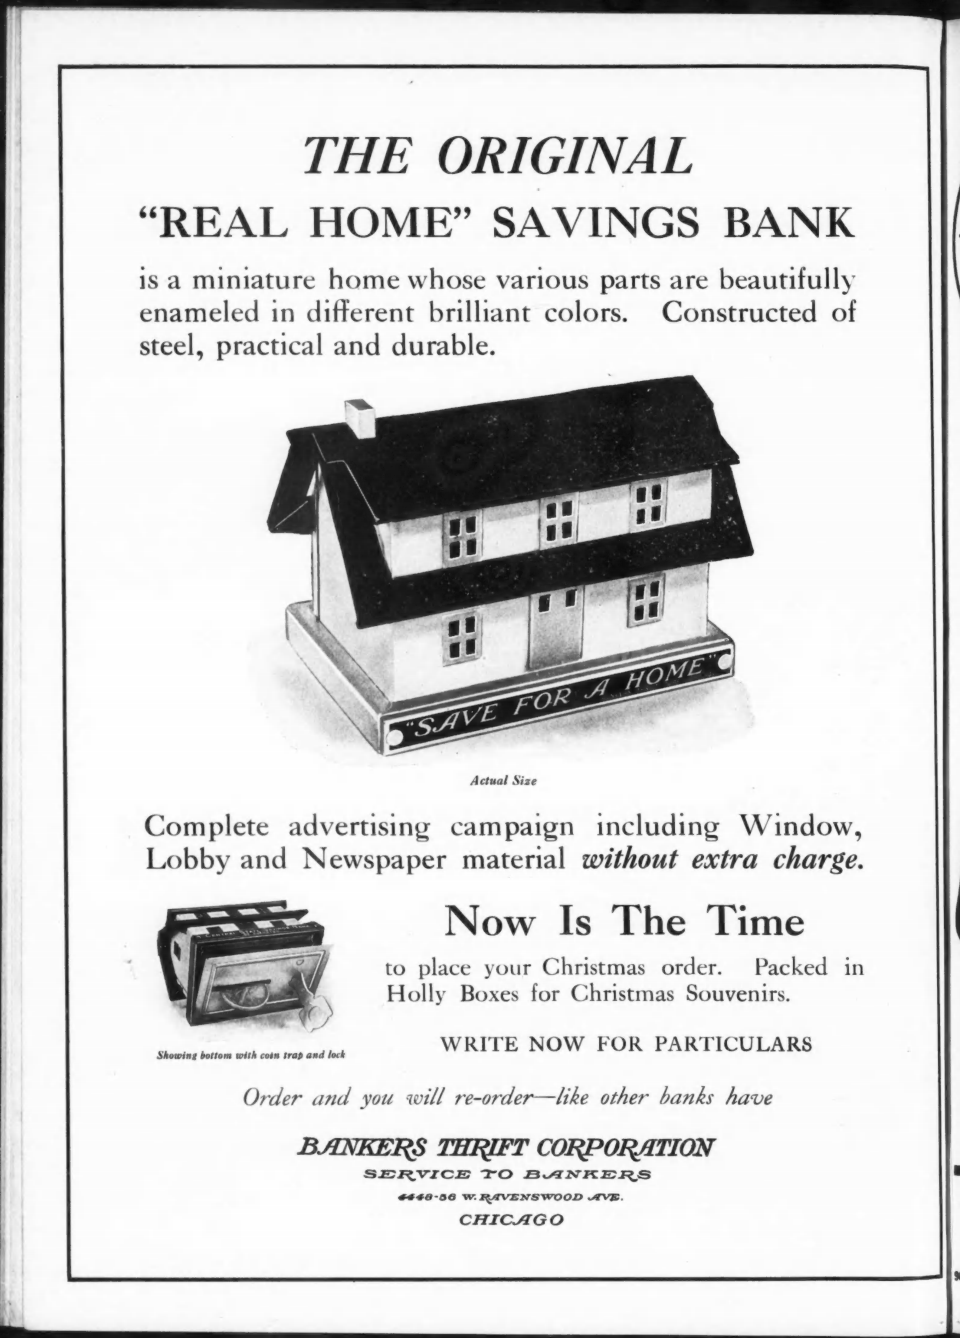 THE ORIGINAL
“REAL HOME” SAVINGS BANK
is a miniature home whose various parts are beautifully
enameled in different brilliant colors. Constructed of
steel, practical and durable.
"SAVE FOR A HOME"
Actual Size
Complete advertising campaign including Window,
Lobby and Newspaper material without extra charge.
Now Is The Time
to place your Christmas order. Packed in
Holly Boxes for Christmas Souvenirs.
Showing bottom with coin trap and lock
WRITE NOW FOR PARTICULARS
Order and you will re-order—like other banks have
BANKERS THRIFT CORPORATION
SERVICE TO BANKERS
4448-56 W. RAVENSWOOD AVE.
CHICAGO